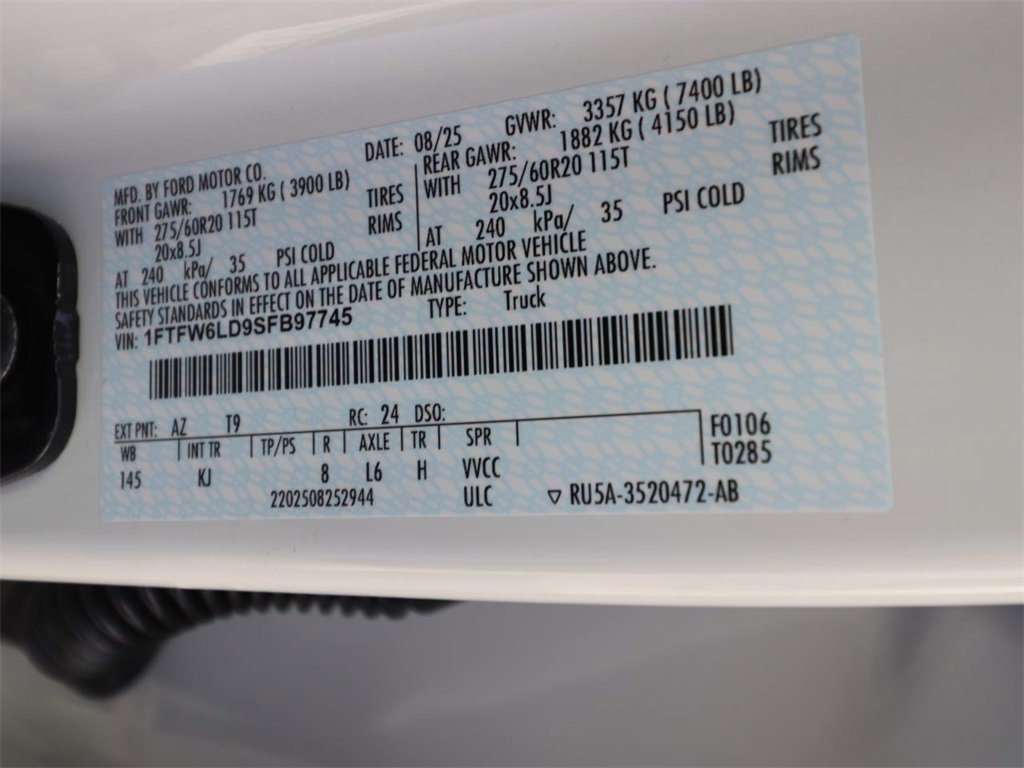 MFD. BY FORD MOTOR CO. DATE: 08/25 GVWR: 3357 KG ( 7400 LB)
FRONT GAWR: 1769 KG ( 3900 LB) REAR GAWR: 1882 KG ( 4150 LB)
WITH 275/60R20 115T TIRES WITH 275/60R20 115T TIRES
20x8.5J RIMS 20x8.5J RIMS
AT 240 kPa/ 35 PSI COLD AT 240 kPa/ 35 PSI COLD
THIS VEHICLE CONFORMS TO ALL APPLICABLE FEDERAL MOTOR VEHICLE
SAFETY STANDARDS IN EFFECT ON THE DATE OF MANUFACTURE SHOWN ABOVE.
VIN: 1FTFW6LD9SFB97745 TYPE: Truck
EXT PNT: AZ T9 RC: 24 DSO:
WB INT TR TP/PS R AXLE TR SPR F0106
145 KJ 8 L6 H VVCC T0285
2202508252944 ULC ▽ RU5A-3520472-AB